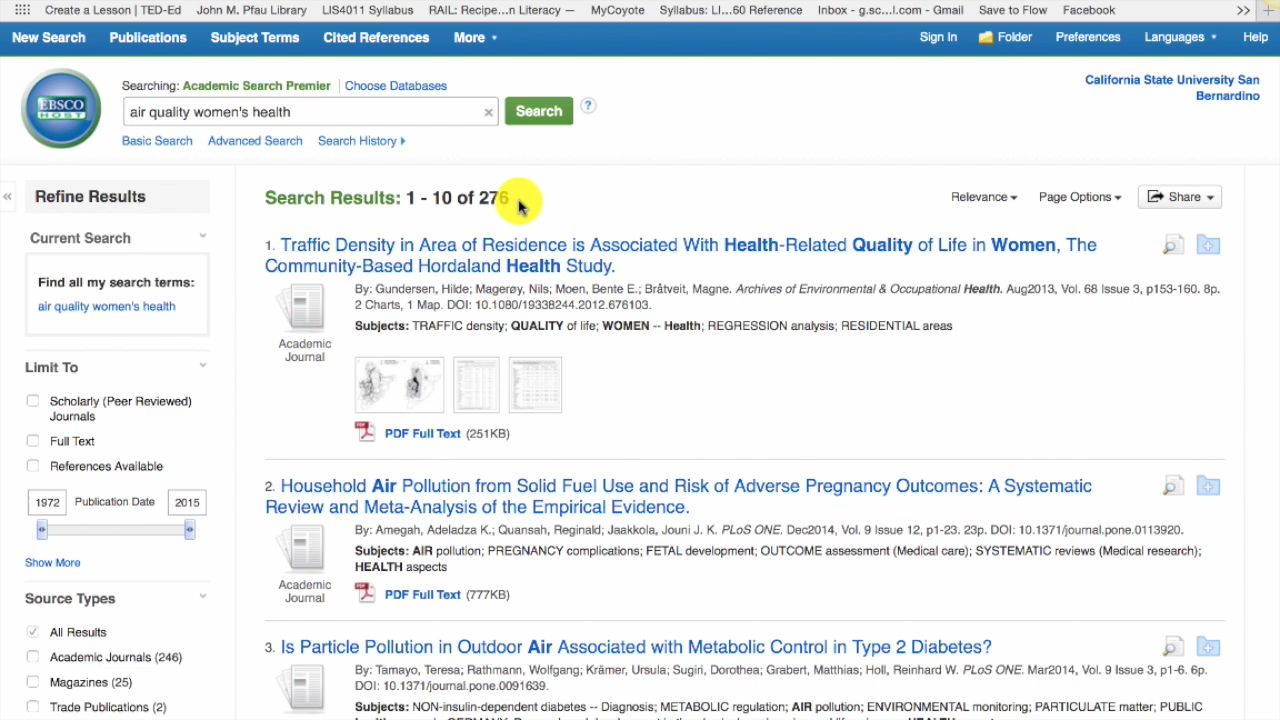 Create a Lesson | TED-Ed John M. Pfau Library LIS4011 Syllabus RAIL: Recipe...n Literacy — MyCoyote Syllabus: LI...60 Reference Inbox - g.sc...l.com - Gmail Save to Flow Facebook
New Search Publications Subject Terms Cited References More Sign In Folder Preferences Languages Help
EBSCO HOST
Searching: Academic Search Premier Choose Databases
California State University San Bernardino
air quality women's health
Search
Basic Search Advanced Search Search History
Refine Results
Current Search
Find all my search terms:
air quality women's health
Limit To
Scholarly (Peer Reviewed)
Journals
Full Text
References Available
1972 Publication Date 2015
Show More
Source Types
All Results
Academic Journals (246)
Magazines (25)
Trade Publications (2)
Search Results: 1 - 10 of 276
Relevance Page Options Share
1. Traffic Density in Area of Residence is Associated With Health-Related Quality of Life in Women, The
Community-Based Hordaland Health Study.
By: Gundersen, Hilde; Magerøy, Nils; Moen, Bente E.; Bråtveit, Magne. Archives of Environmental & Occupational Health. Aug2013, Vol. 68 Issue 3, p153-160. 8p.
2 Charts, 1 Map. DOI: 10.1080/19338244.2012.676103.
Subjects: TRAFFIC density; QUALITY of life; WOMEN -- Health; REGRESSION analysis; RESIDENTIAL areas
Academic
Journal
PDF Full Text (251KB)
2. Household Air Pollution from Solid Fuel Use and Risk of Adverse Pregnancy Outcomes: A Systematic
Review and Meta-Analysis of the Empirical Evidence.
By: Amegah, Adeladza K.; Quansah, Reginald; Jaakkola, Jouni J. K. PLoS ONE. Dec2014, Vol. 9 Issue 12, p1-23. 23p. DOI: 10.1371/journal.pone.0113920.
Subjects: AIR pollution; PREGNANCY complications; FETAL development; OUTCOME assessment (Medical care); SYSTEMATIC reviews (Medical research);
HEALTH aspects
Academic
Journal
PDF Full Text (777KB)
3. Is Particle Pollution in Outdoor Air Associated with Metabolic Control in Type 2 Diabetes?
By: Tamayo, Teresa; Rathmann, Wolfgang; Krämer, Ursula; Sugiri, Dorothea; Grabert, Matthias; Holl, Reinhard W. PLoS ONE. Mar2014, Vol. 9 Issue 3, p1-6. 6p.
DOI: 10.1371/journal.pone.0091639.
Subjects: NON-insulin-dependent diabetes -- Diagnosis; METABOLIC regulation; AIR pollution; ENVIRONMENTAL monitoring; PARTICULATE matter; PUBLIC